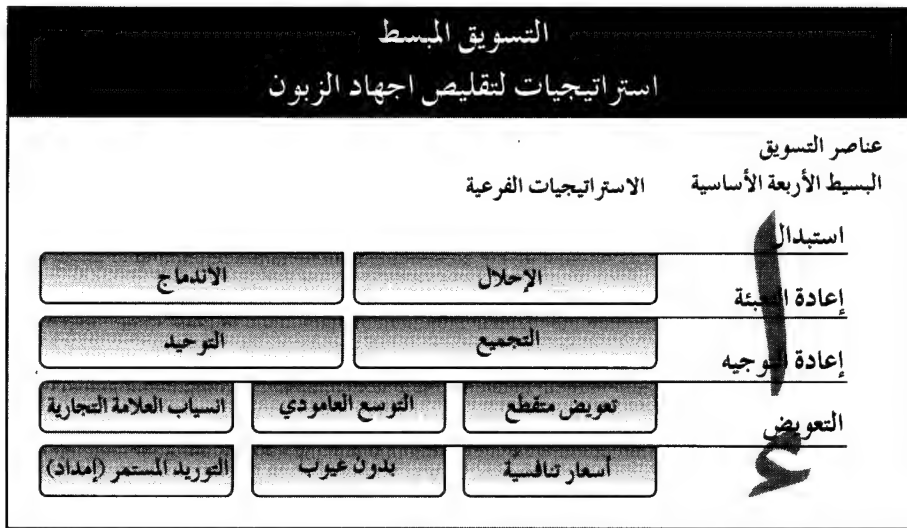 التسويق المبسط
استراتيجيات لتقليص اجهاد الزبون
عناصر التسويق
البسيط الأربعة الأساسية
الاستراتيجيات الفرعية
استبدال
الإحلال
الاندماج
إعادة التعبئة
التجميع
التوحيد
إعادة التوجيه
تعويض متقطع
التوسع العامودي
انسياب العلامة التجارية
التعويض
أسعار تنافسية
بدون عيوب
التوريد المستمر (إمداد)